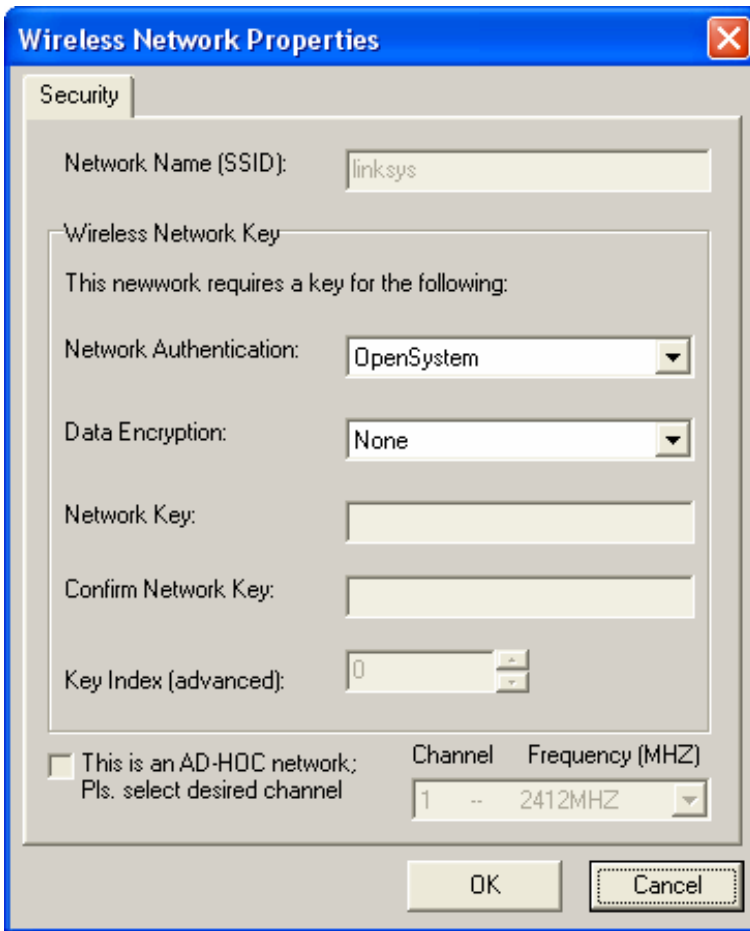 Wireless Network Properties
Security
Network Name (SSID): linksys
Wireless Network Key
This newwork requires a key for the following:
Network Authentication: OpenSystem
Data Encryption: None
Network Key:
Confirm Network Key:
Key Index (advanced): 0
This is an AD-HOC network;
Pls. select desired channel
Channel Frequency (MHZ)
1 -- 2412MHZ
OK Cancel